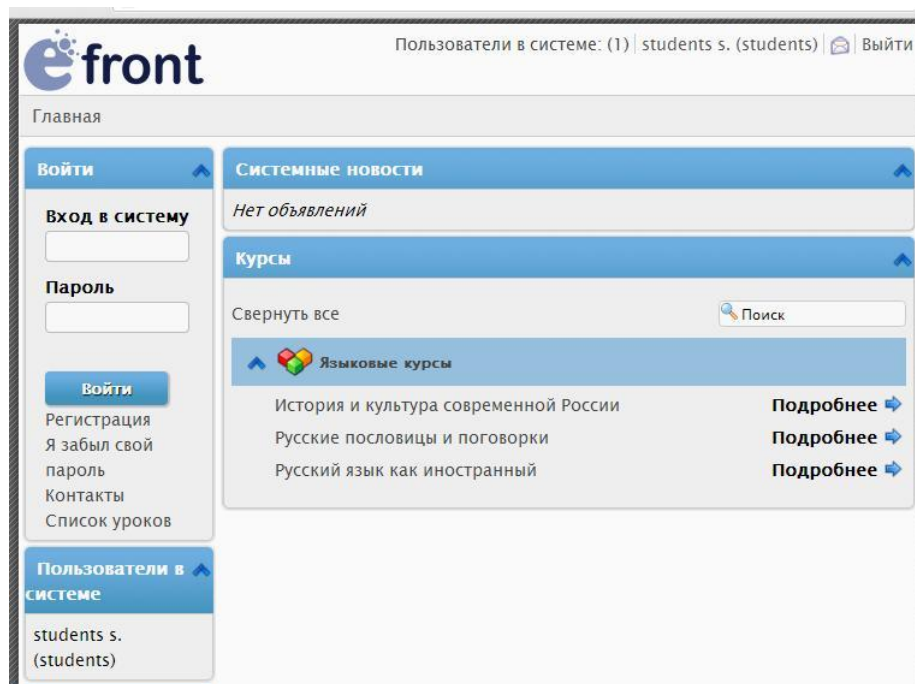 efront
Пользователи в системе: (1) students s. (students) Выйти
Главная
Войти
Вход в систему
Пароль
Войти
Регистрация
Я забыл свой
пароль
Контакты
Список уроков
Пользователи в
системе
students s.
(students)
Системные новости
Нет объявлений
Курсы
Свернуть все
Поиск
Языковые курсы
История и культура современной России Подробнее
Русские пословицы и поговорки Подробнее
Русский язык как иностранный Подробнее